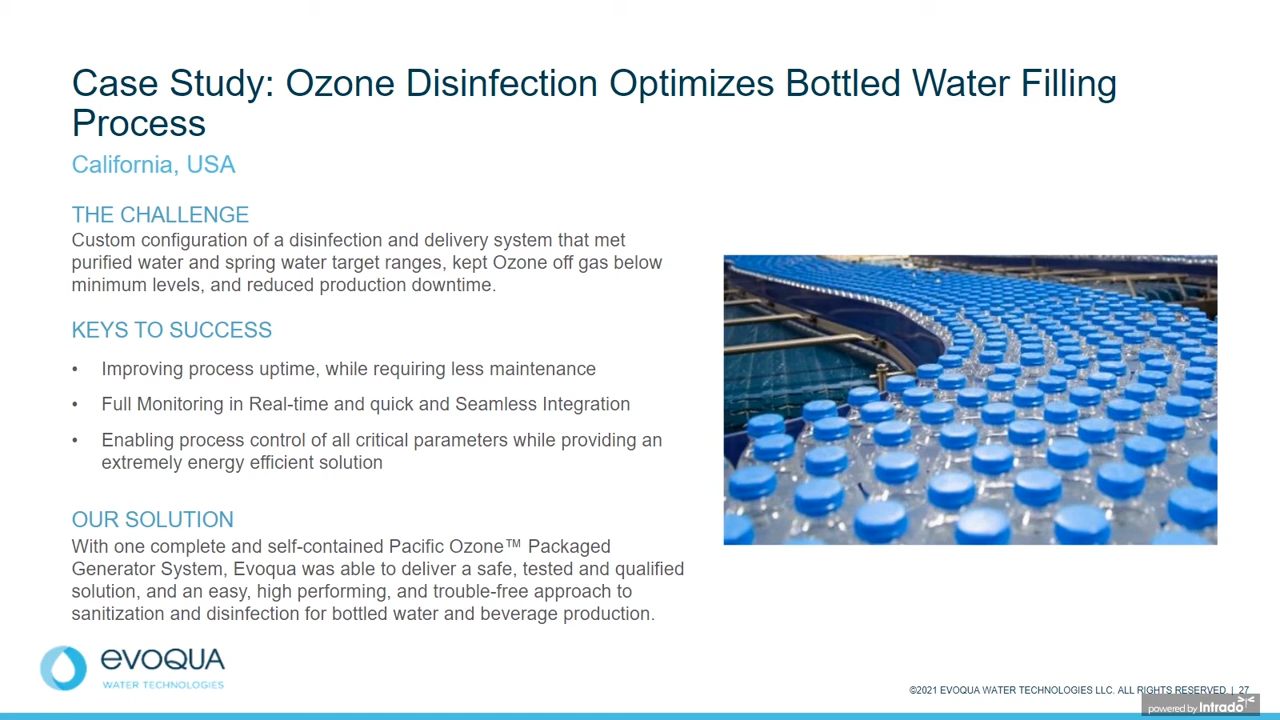 Case Study: Ozone Disinfection Optimizes Bottled Water Filling
Process
California, USA
THE CHALLENGE
Custom configuration of a disinfection and delivery system that met
purified water and spring water target ranges, kept Ozone off gas below
minimum levels, and reduced production downtime.
KEYS TO SUCCESS
• Improving process uptime, while requiring less maintenance
• Full Monitoring in Real-time and quick and Seamless Integration
• Enabling process control of all critical parameters while providing an
extremely energy efficient solution
OUR SOLUTION
With one complete and self-contained Pacific Ozone™ Packaged
Generator System, Evoqua was able to deliver a safe, tested and qualified
solution, and an easy, high performing, and trouble-free approach to
sanitization and disinfection for bottled water and beverage production.
evoqua
WATER TECHNOLOGIES
©2021 EVOQUA WATER TECHNOLOGIES LLC. ALL RIGHTS RESERVED. | 27
powered by Intrado